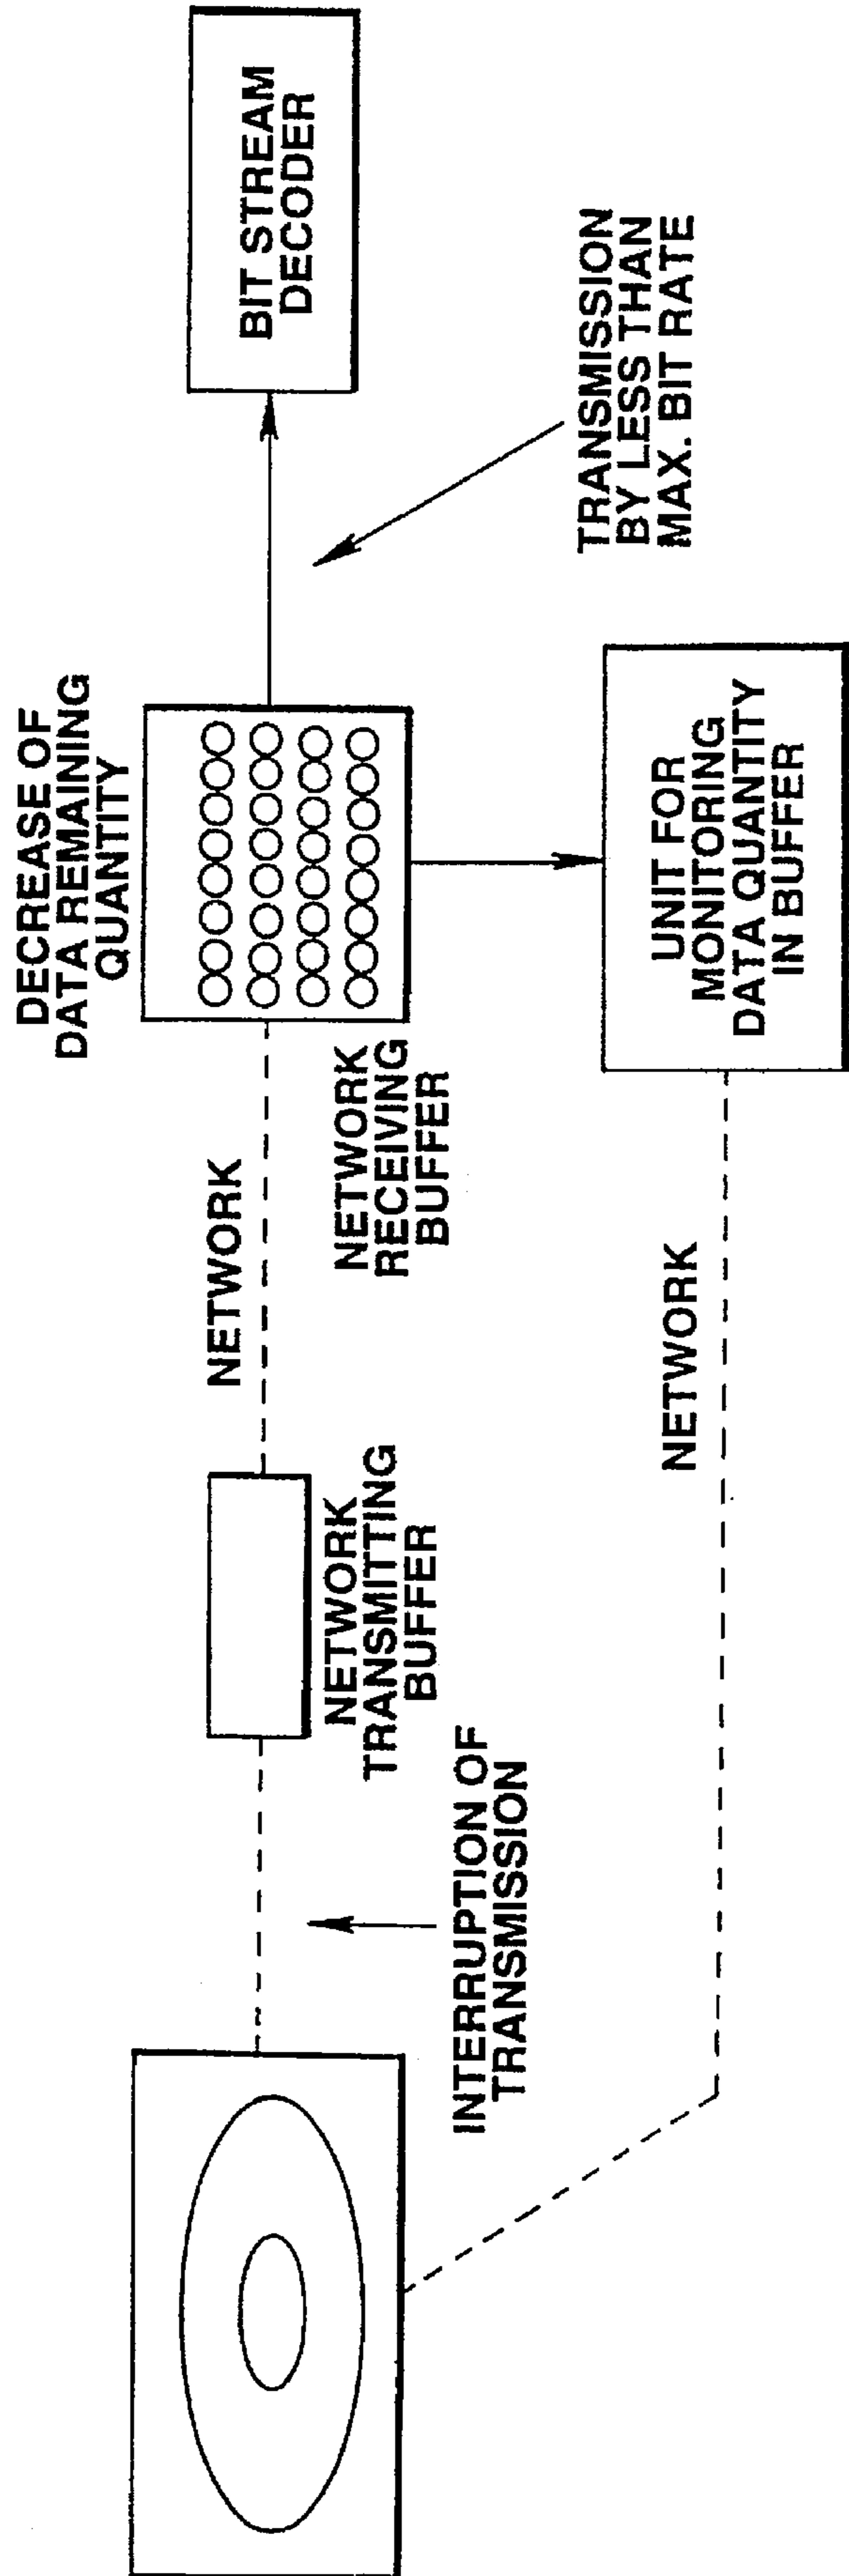 DECREASE OF
DATA REMAINING
QUANTITY
BIT STREAM
DECODER
NETWORK
NETWORK
RECEIVING
BUFFER
TRANSMISSION
BY LESS THAN
MAX. BIT RATE
NETWORK
TRANSMITTING
BUFFER
INTERRUPTION OF
TRANSMISSION
UNIT FOR
MONITORING
DATA QUANTITY
IN BUFFER
NETWORK